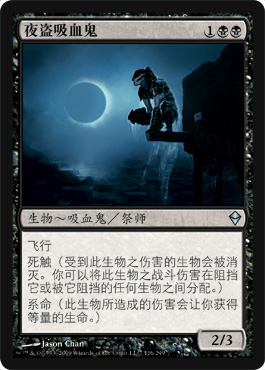 夜盗吸血鬼 1
生物~吸血鬼／祭师
飞行
死触（受到此生物之伤害的生物会被消
灭。你可以将此生物之战斗伤害在阻挡
它或被它阻挡的任何生物之间分配。）
系命（此生物所造成的伤害会让你获得
等量的生命。）
Jason Chan
2/3